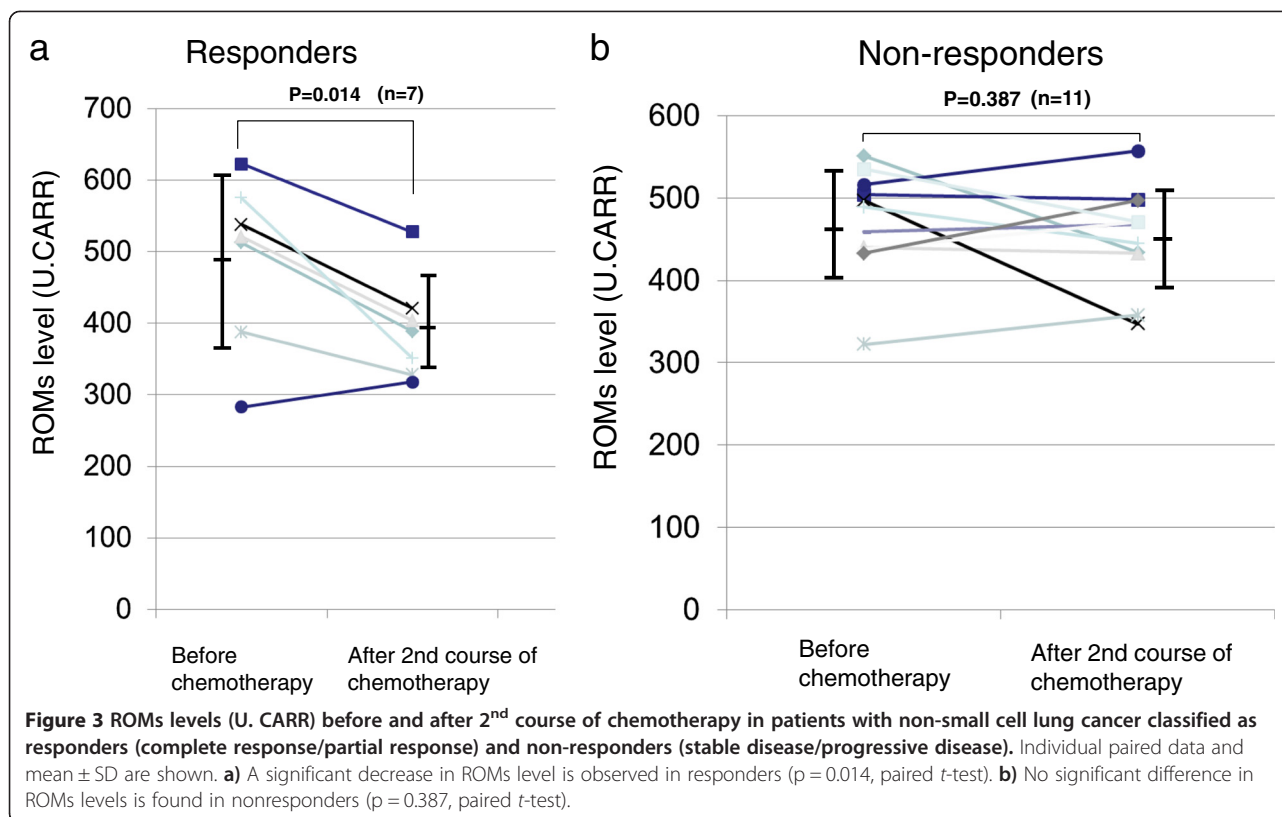 a
Responders
P=0.014 (n=7)
700
600
500
400
300
200
100
0
ROMs level (U.CARR)
Before
chemotherapy
After 2nd course of
chemotherapy
b
Non-responders
P=0.387 (n=11)
600
500
400
300
200
100
0
ROMs level (U.CARR)
Before
chemotherapy
After 2nd course of
chemotherapy
Figure 3 ROMs levels (U. CARR) before and after 2nd course of chemotherapy in patients with non-small cell lung cancer classified as
responders (complete response/partial response) and non-responders (stable disease/progressive disease). Individual paired data and
mean ± SD are shown. a) A significant decrease in ROMs level is observed in responders (p = 0.014, paired t-test). b) No significant difference in
ROMs levels is found in nonresponders (p = 0.387, paired t-test).